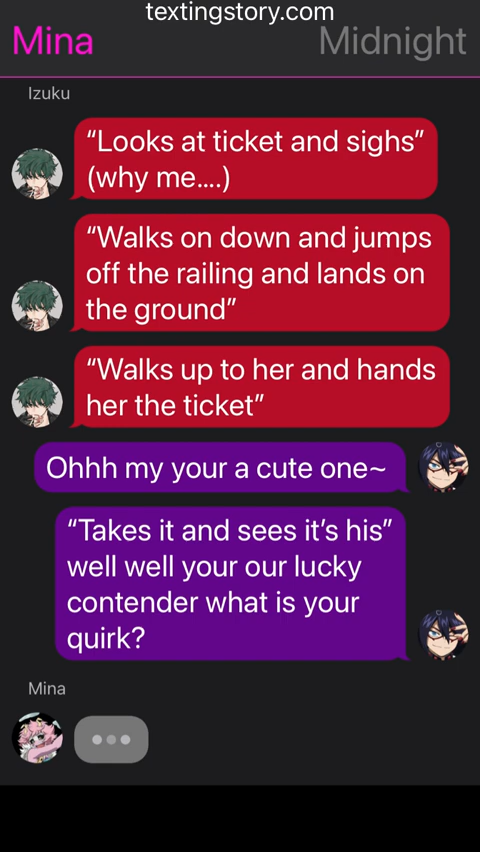 textingstory.com
Mina Midnight
Izuku
“Looks at ticket and sighs”
(why me....)
“Walks on down and jumps
off the railing and lands on
the ground”
“Walks up to her and hands
her the ticket”
Ohhh my your a cute one~
“Takes it and sees it’s his”
well well your our lucky
contender what is your
quirk?
Mina